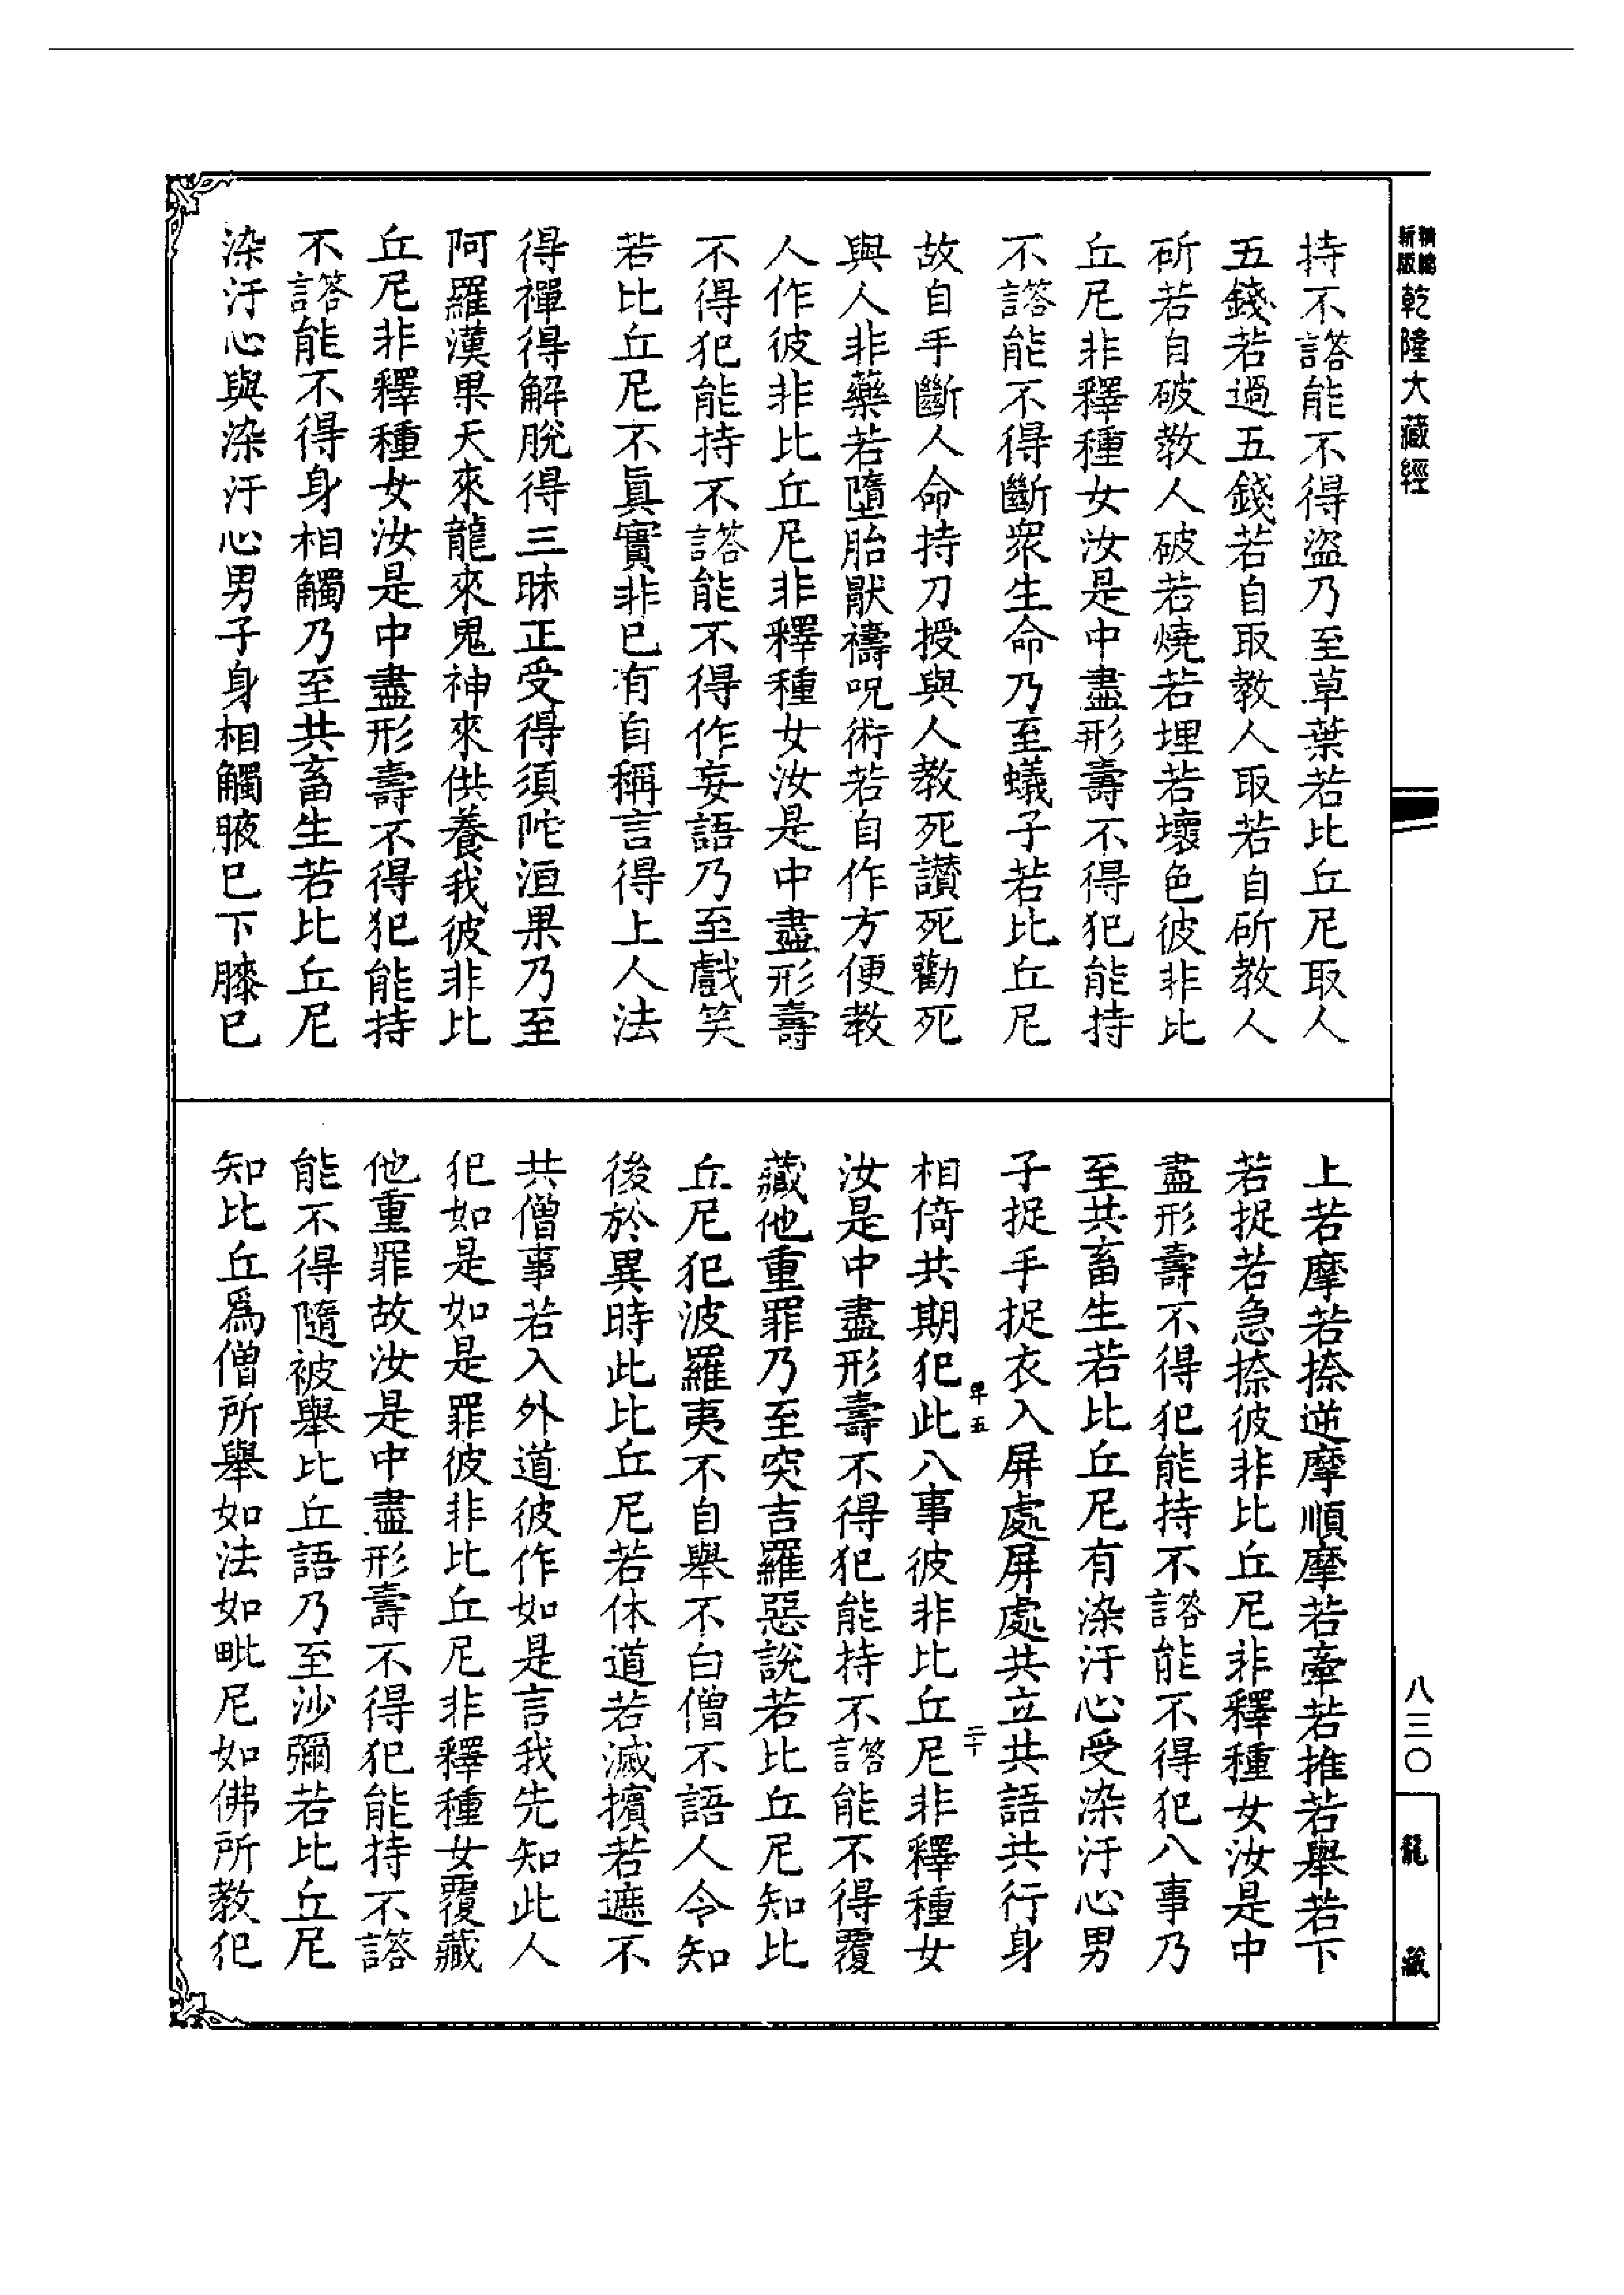 精縮
新版
乾隆大藏經
持不答言能不得盜乃至草葉若比丘尼取人
五錢若過五錢若自取教人取若自斫教人
斫若自破教人破若燒若埋若壞色彼非比
丘尼非釋種女汝是中盡形壽不得犯能持
不答言能不得斷眾生命乃至蟻子若比丘尼
故自手斷人命持刀授與人教死讚死勸死
與人非藥若墮胎厭禱呪術若自作方便教
人作彼非比丘尼非釋種女汝是中盡形壽
不得犯能持不答言能不得作妄語乃至戲笑
若比丘尼不眞實非已有自稱言得上人法
得禪得解脫得三昧正受得須陀洹果乃至
阿羅漢果天來龍來鬼神來供養我彼非比
丘尼非釋種女汝是中盡形壽不得犯能持
不答言能不得身相觸乃至共畜生若比丘尼
染汙心與染汙心男子身相觸腋已下膝已
上若摩若捺逆摩順摩若牽若推若舉若下
若捉若急捺彼非比丘尼非釋種女汝是中
盡形壽不得犯能持不答言能不得犯八事乃
至共畜生若比丘尼有染汙心受染汙心男
子捉手捉衣入屏處屏處共立共語共行身
相倚共期犯此八事彼非比丘尼非釋種女
汝是中盡形壽不得犯能持不答言能不得覆
藏他重罪乃至突吉羅惡說若比丘尼知比
丘尼犯波羅夷不自舉不白僧不語人令知
後於異時此比丘尼若休道若滅擯若遮不
共僧事若入外道彼作如是言我先知此人
犯如是如是罪彼非比丘尼非釋種女覆藏
他重罪故汝是中盡形壽不得犯能持不答言
能不得隨被舉比丘語乃至沙彌若比丘尼
知比丘爲僧所舉如法如毗尼如佛所教犯
八三〇
龍藏